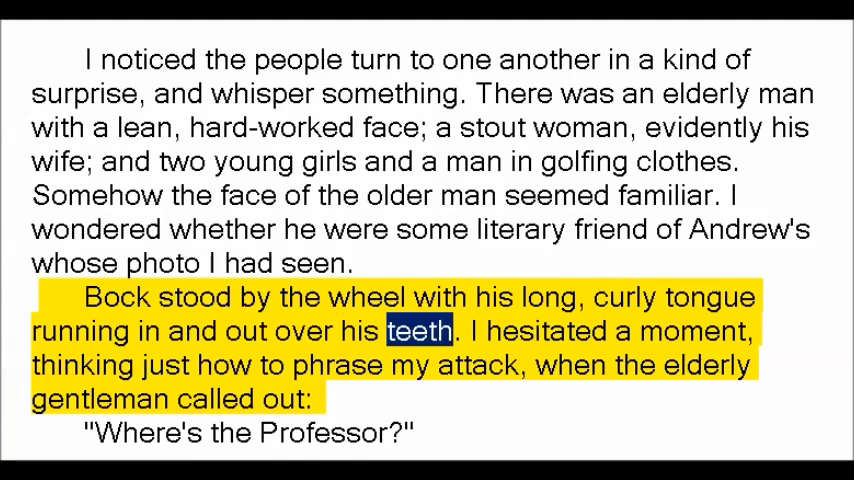 I noticed the people turn to one another in a kind of
surprise, and whisper something. There was an elderly man
with a lean, hard-worked face; a stout woman, evidently his
wife; and two young girls and a man in golfing clothes.
Somehow the face of the older man seemed familiar. I
wondered whether he were some literary friend of Andrew's
whose photo I had seen.
Bock stood by the wheel with his long, curly tongue
running in and out over his teeth. I hesitated a moment,
thinking just how to phrase my attack, when the elderly
gentleman called out:
"Where's the Professor?"